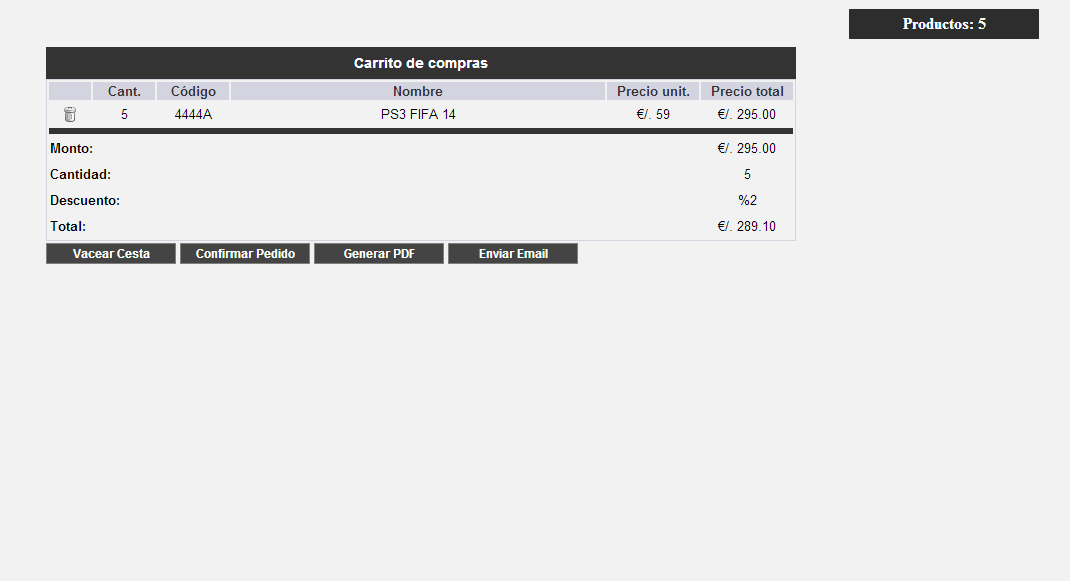 Productos: 5
Carrito de compras
Cant. Código Nombre Precio unit. Precio total
5 4444A PS3 FIFA 14 €/. 59 €/. 295.00
Monto: €/. 295.00
Cantidad: 5
Descuento: %2
Total: €/. 289.10
Vacear Cesta Confirmar Pedido Generar PDF Enviar Email